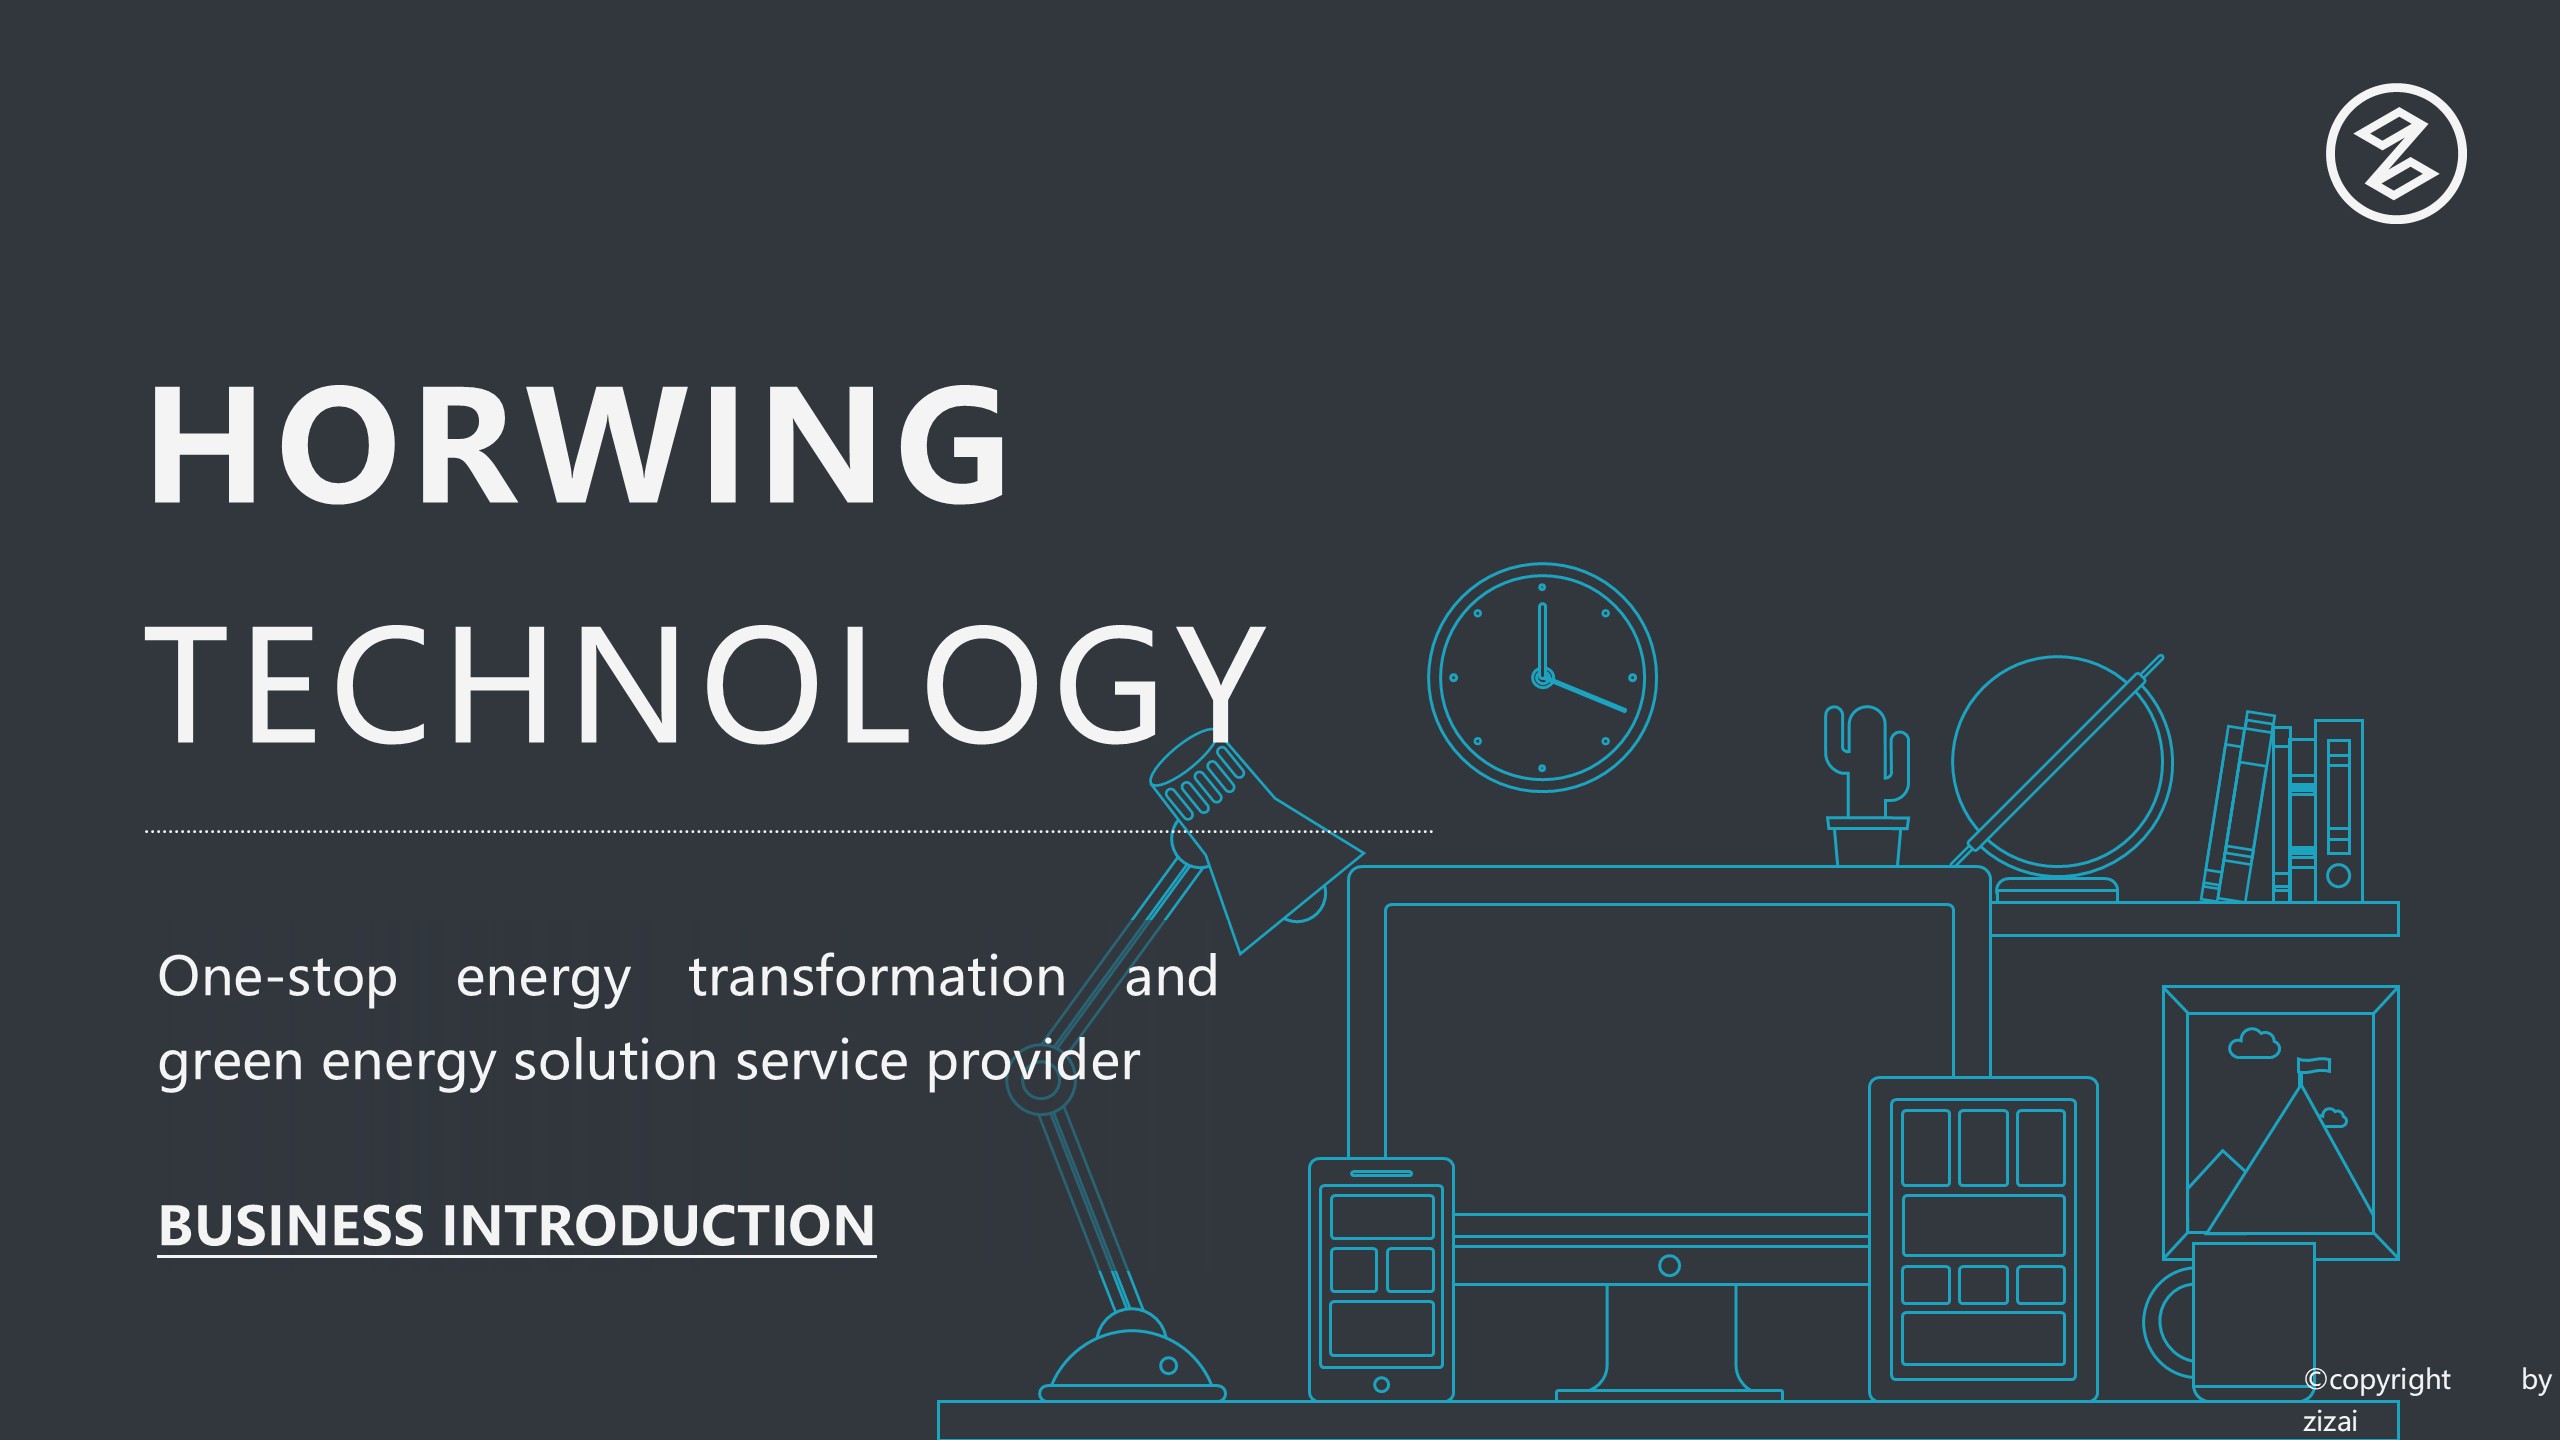 HORWING
TECHNOLOGY
One-stop energy transformation and
green energy solution service provider
BUSINESS INTRODUCTION
©copyright by
zizai